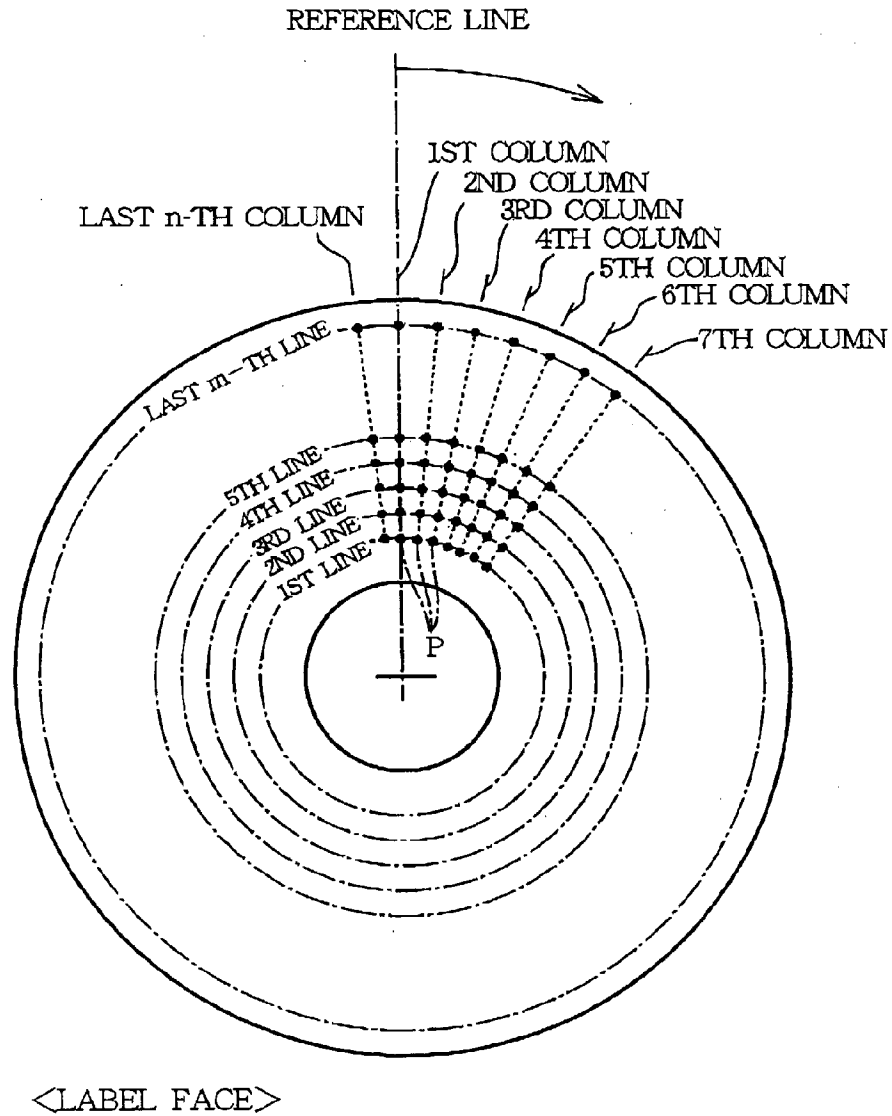 REFERENCE LINE
1ST COLUMN
2ND COLUMN
LAST n-TH COLUMN
3RD COLUMN
4TH COLUMN
5TH COLUMN
6TH COLUMN
7TH COLUMN
LAST m-TH LINE
5TH LINE
4TH LINE
3RD LINE
2ND LINE
1ST LINE
P
<LABEL FACE>